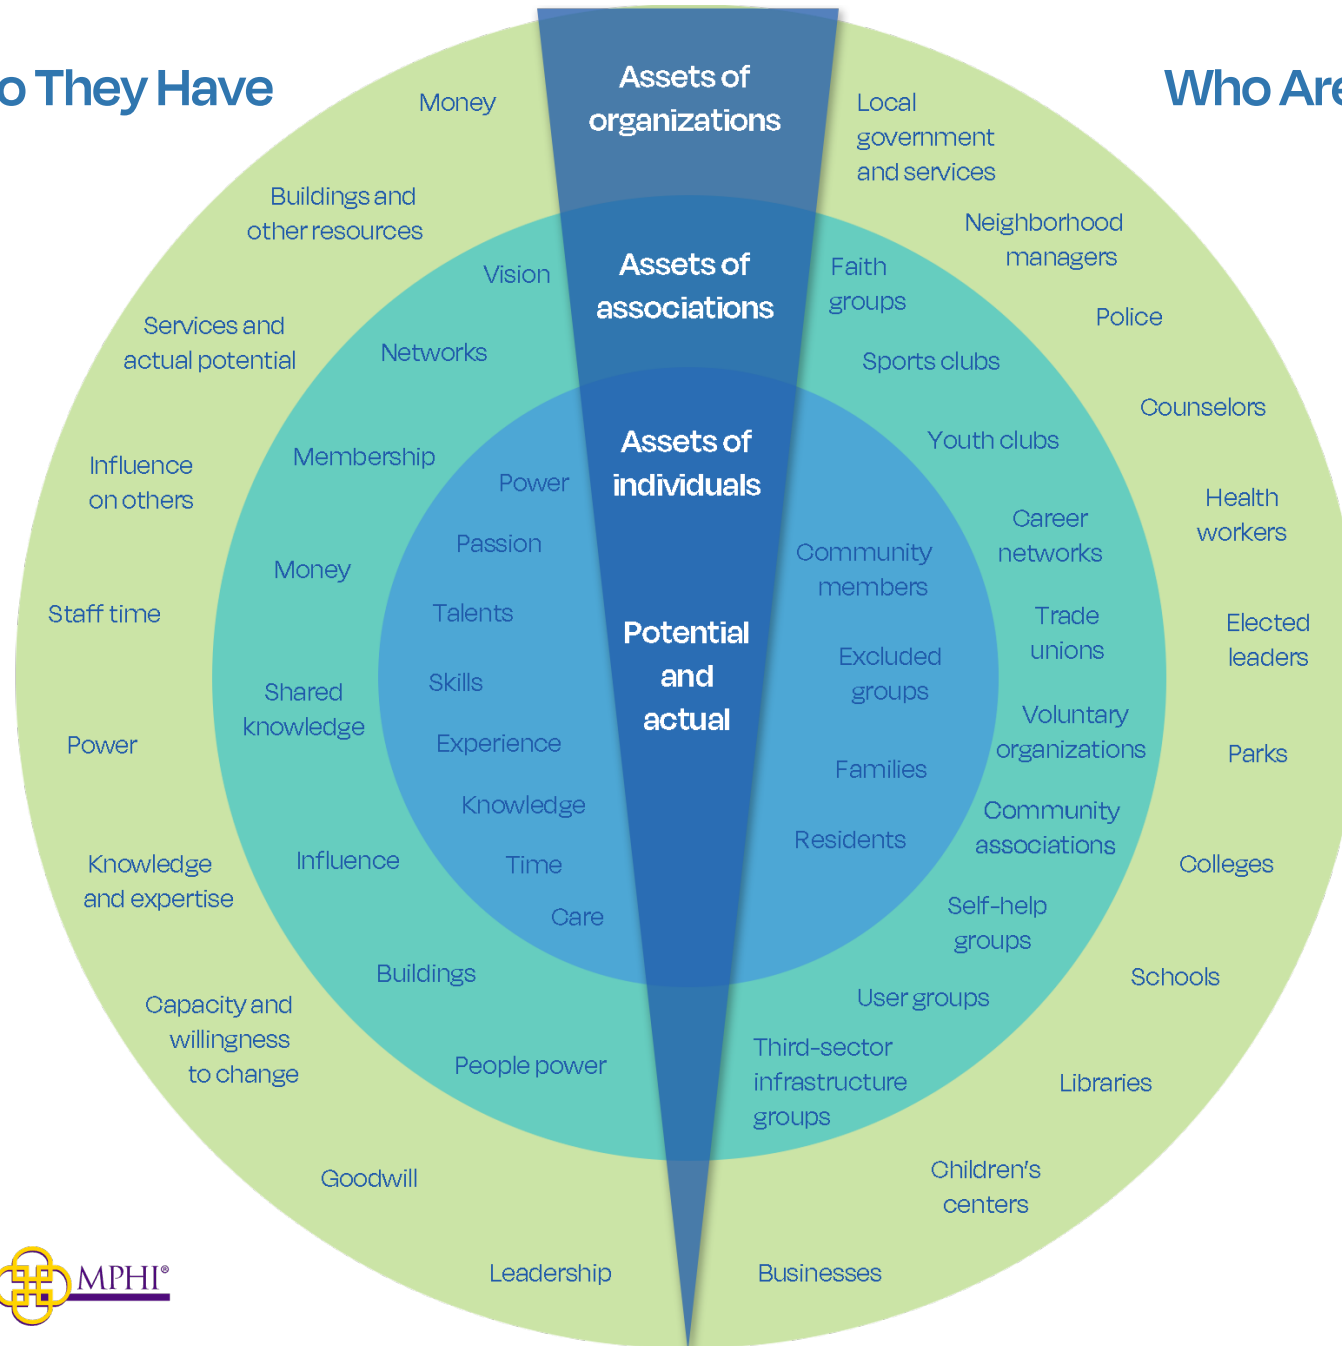 o They Have
Who Are
Assets of
organizations
Assets of
associations
Assets of
individuals
Potential
and
actual
Money
Buildings and
other resources
Services and
actual potential
Influence
on others
Staff time
Power
Knowledge
and expertise
Capacity and
willingness
to change
Goodwill
Leadership
Vision
Networks
Membership
Money
Shared
knowledge
Influence
Buildings
People power
Power
Passion
Talents
Skills
Experience
Knowledge
Time
Care
Community
members
Excluded
groups
Families
Residents
Faith
groups
Sports clubs
Youth clubs
Career
networks
Trade
unions
Voluntary
organizations
Community
associations
Self-help
groups
User groups
Third-sector
infrastructure
groups
Local
government
and services
Neighborhood
managers
Police
Counselors
Health
workers
Elected
leaders
Parks
Colleges
Schools
Libraries
Children's
centers
Businesses
MPHI®